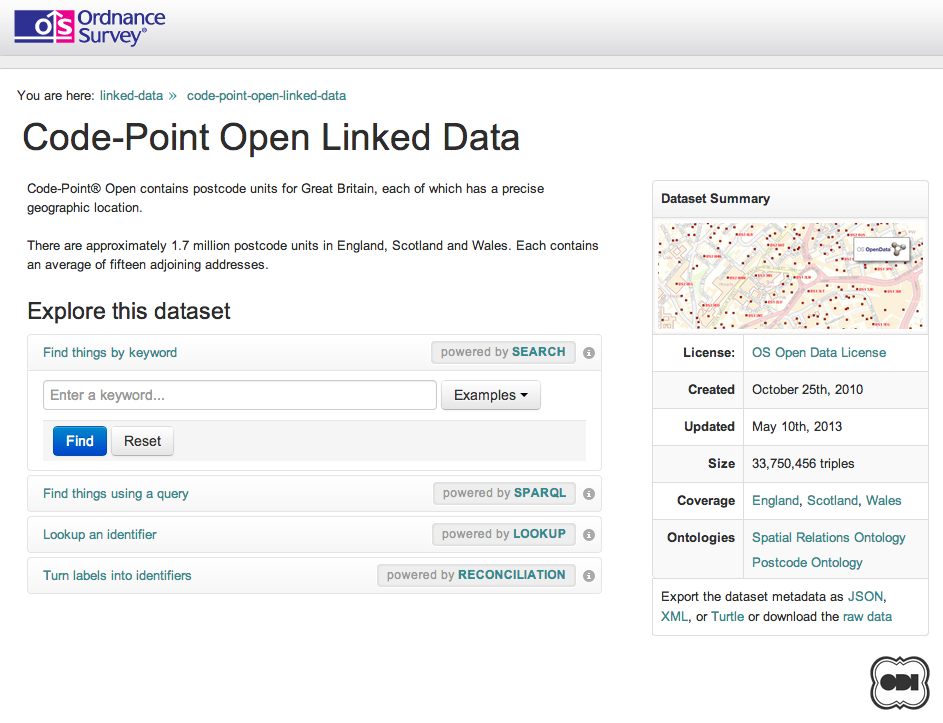 OS Ordnance
Survey®
You are here: linked-data » code-point-open-linked-data
Code-Point Open Linked Data
Code-Point® Open contains postcode units for Great Britain, each of which has a precise
geographic location.
There are approximately 1.7 million postcode units in England, Scotland and Wales. Each contains
an average of fifteen adjoining addresses.
Explore this dataset
Find things by keyword
powered by SEARCH
Enter a keyword...
Examples
Find
Reset
Find things using a query
powered by SPARQL
Lookup an identifier
powered by LOOKUP
Turn labels into identifiers
powered by RECONCILIATION
Dataset Summary
OS OpenData
License: OS Open Data License
Created October 25th, 2010
Updated May 10th, 2013
Size 33,750,456 triples
Coverage England, Scotland, Wales
Ontologies Spatial Relations Ontology
Postcode Ontology
Export the dataset metadata as JSON,
XML, or Turtle or download the raw data
ODI